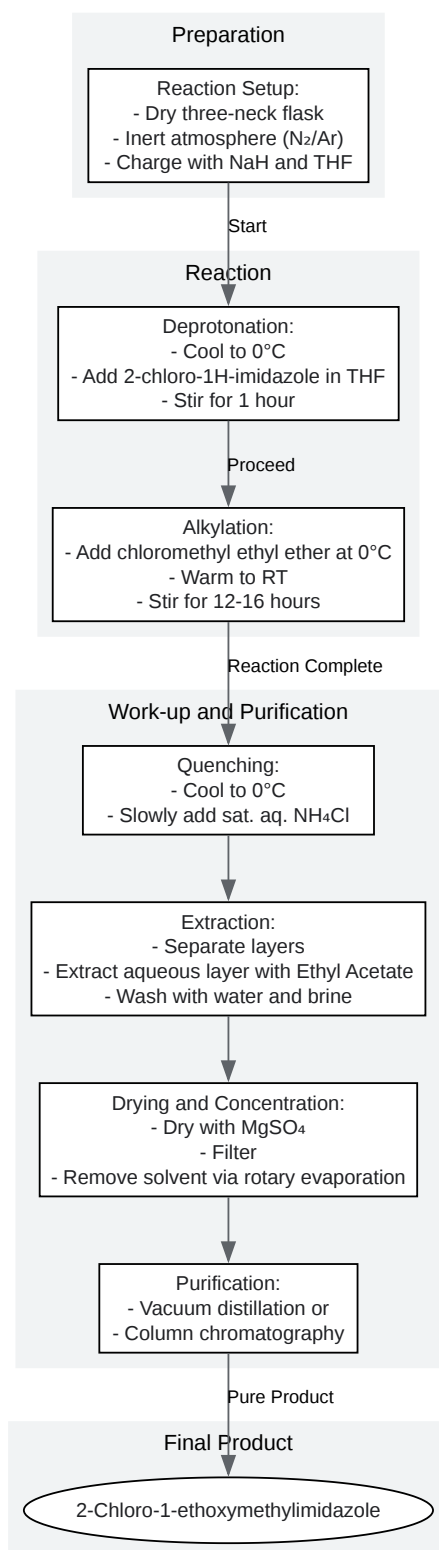 Preparation
Reaction Setup:
- Dry three-neck flask
- Inert atmosphere (N₂/Ar)
- Charge with NaH and THF
Start
Reaction
Deprotonation:
- Cool to 0°C
- Add 2-chloro-1H-imidazole in THF
- Stir for 1 hour
Proceed
Alkylation:
- Add chloromethyl ethyl ether at 0°C
- Warm to RT
- Stir for 12-16 hours
Reaction Complete
Work-up and Purification
Quenching:
- Cool to 0°C
- Slowly add sat. aq. NH₄Cl
Extraction:
- Separate layers
- Extract aqueous layer with Ethyl Acetate
- Wash with water and brine
Drying and Concentration:
- Dry with MgSO₄
- Filter
- Remove solvent via rotary evaporation
Purification:
- Vacuum distillation or
- Column chromatography
Pure Product
Final Product
2-Chloro-1-ethoxymethylimidazole